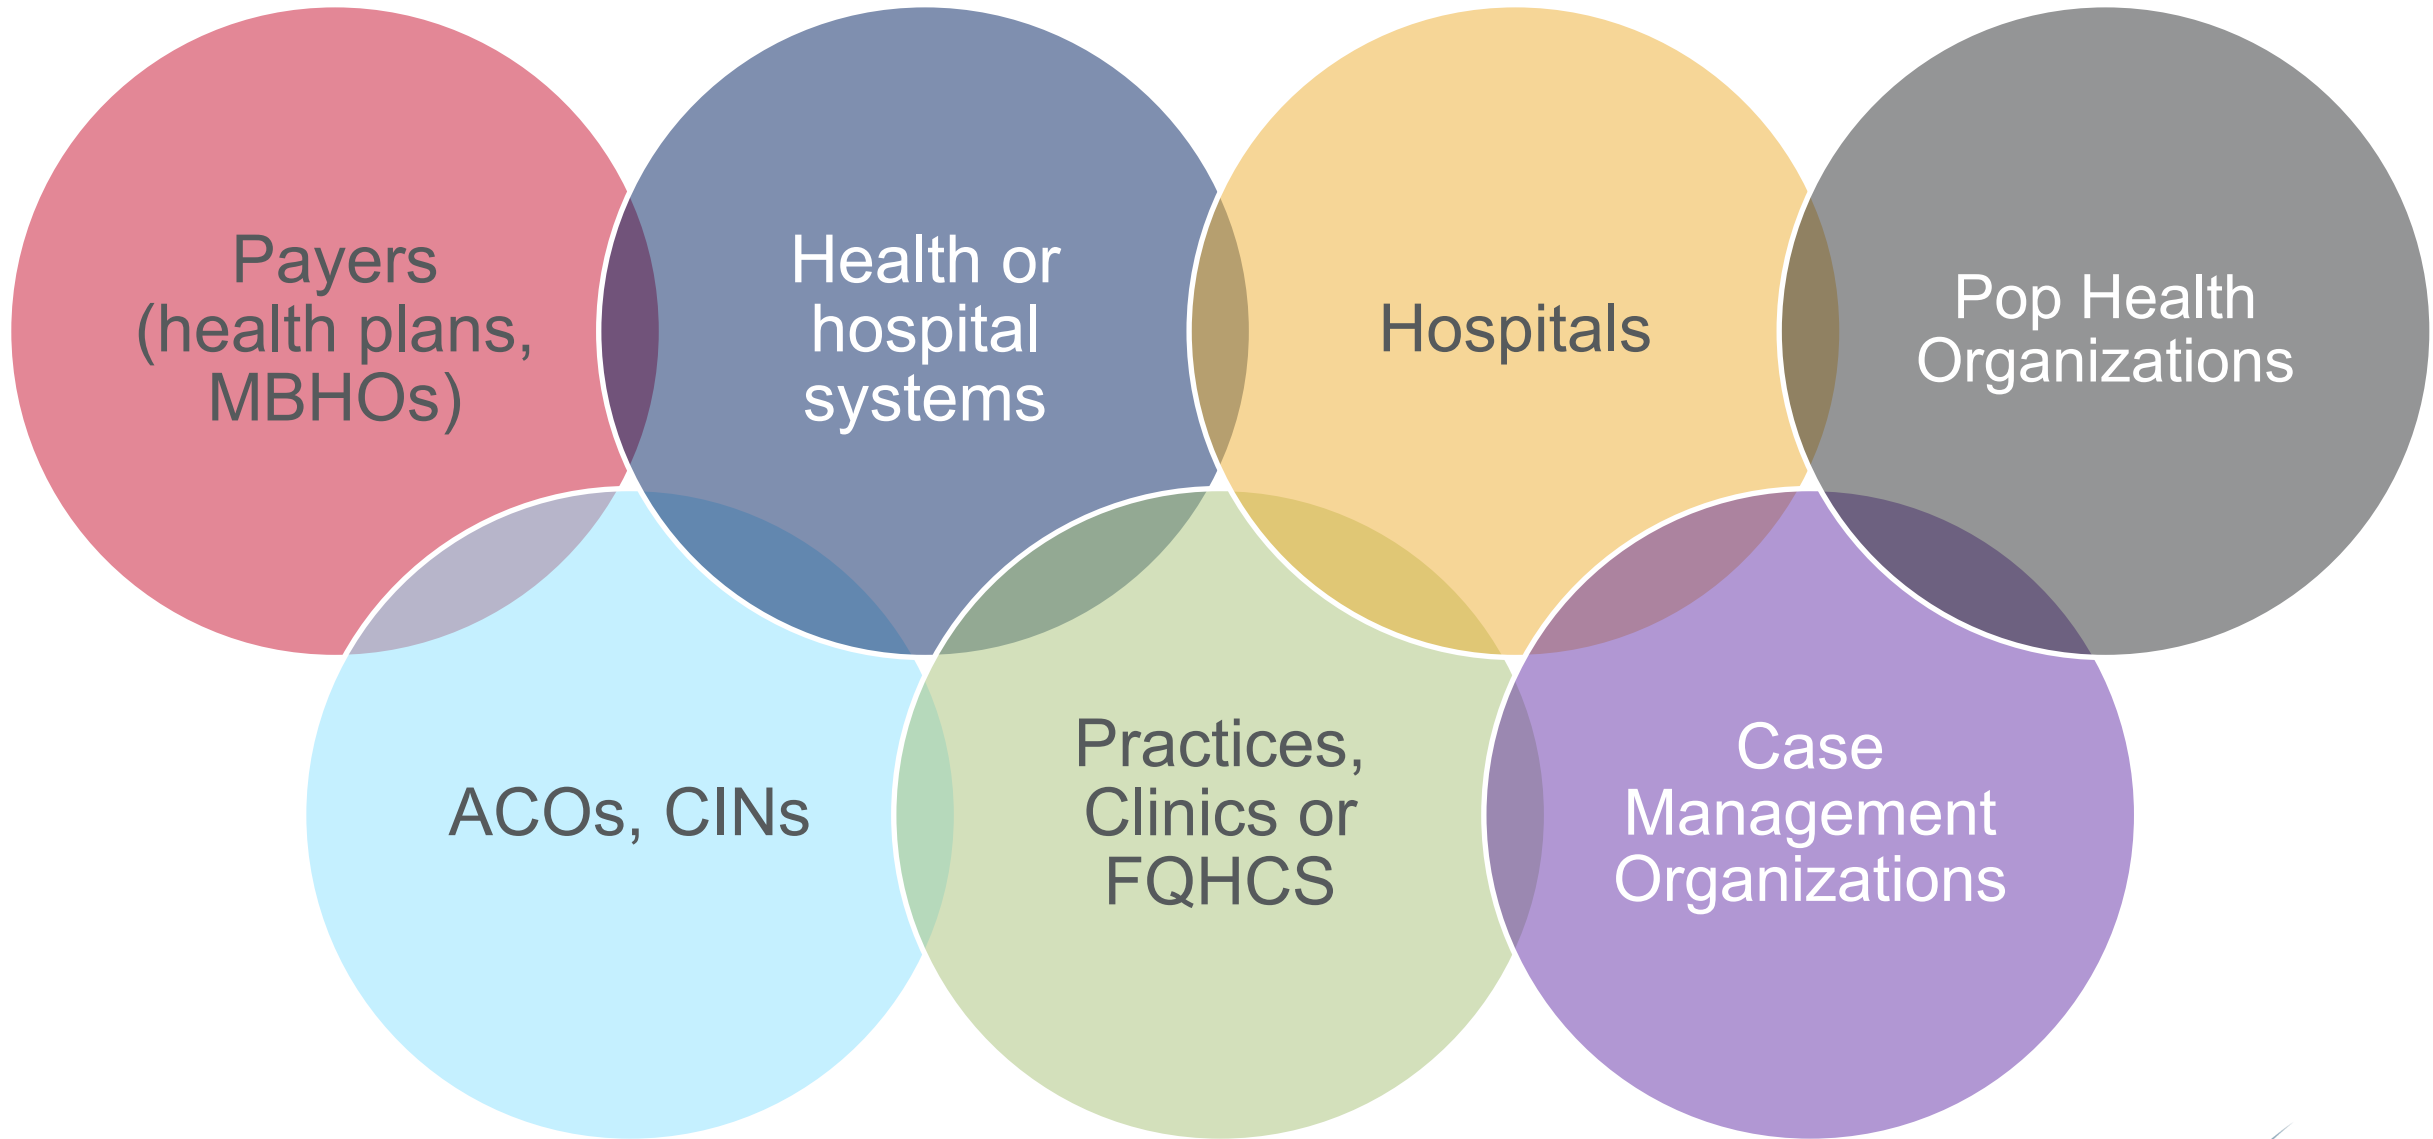 Payers
(health plans,
MBHOs)
Health or
hospital
systems
Hospitals
Pop Health
Organizations
ACOs, CINs
Practices,
Clinics or
FQHCS
Case
Management
Organizations